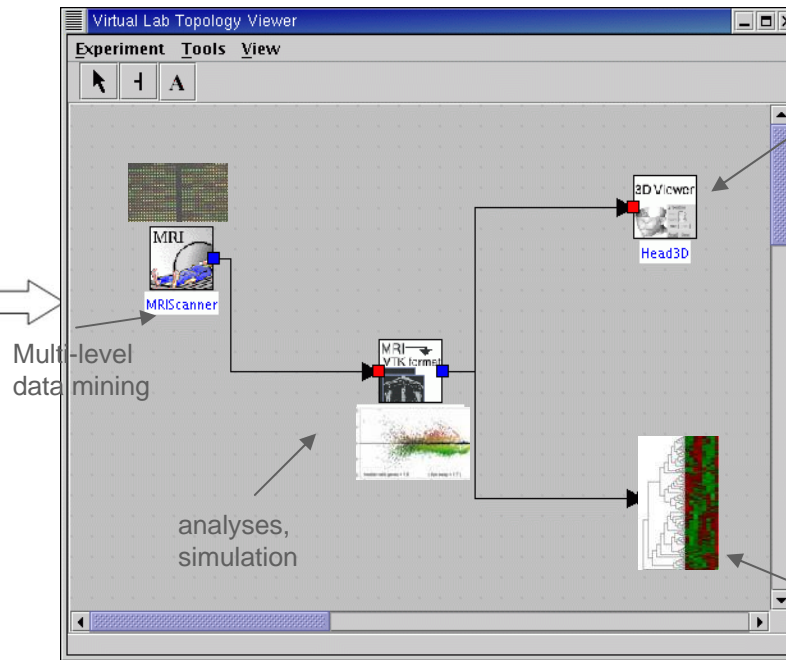 Virtual Lab Topology Viewer
Experiment Tools View
A
3D Viewer
Head3D
MRI
MRIScanner
Multi-level
data mining
MRI
VTK format
analyses,
simulation